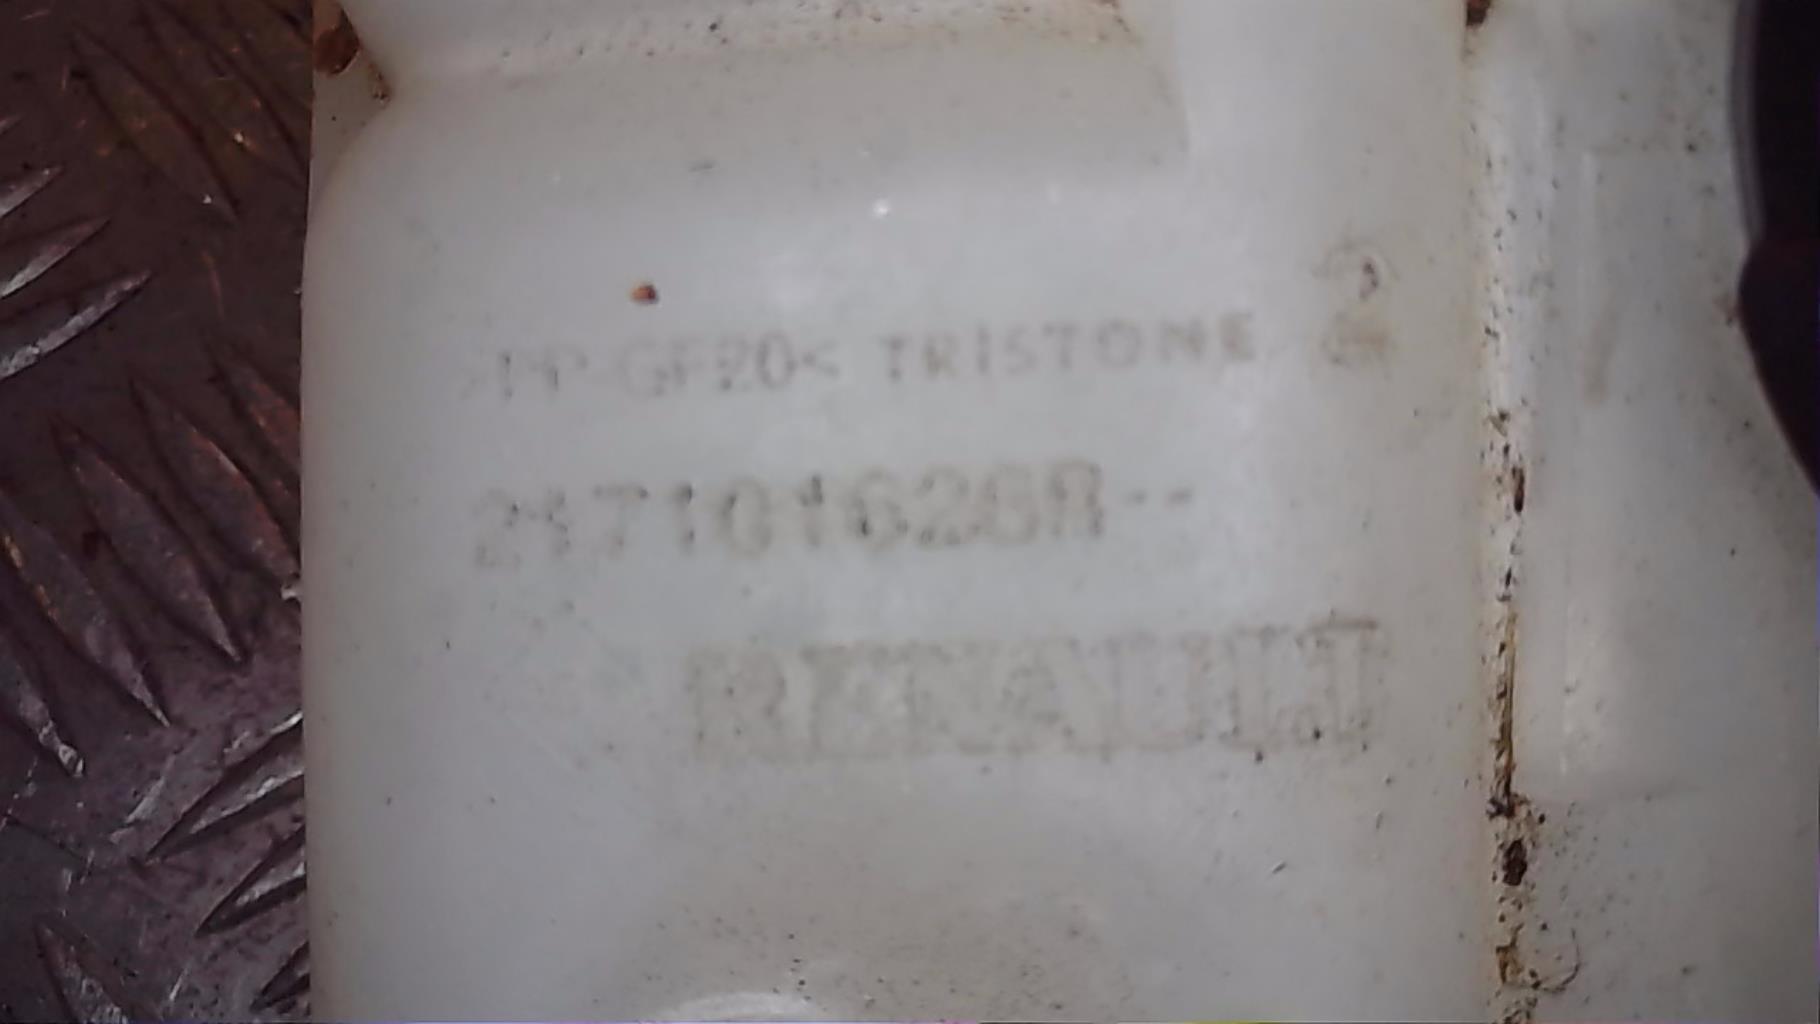 >PP-GF20< TRISTONE
217101626R--
RENAULT